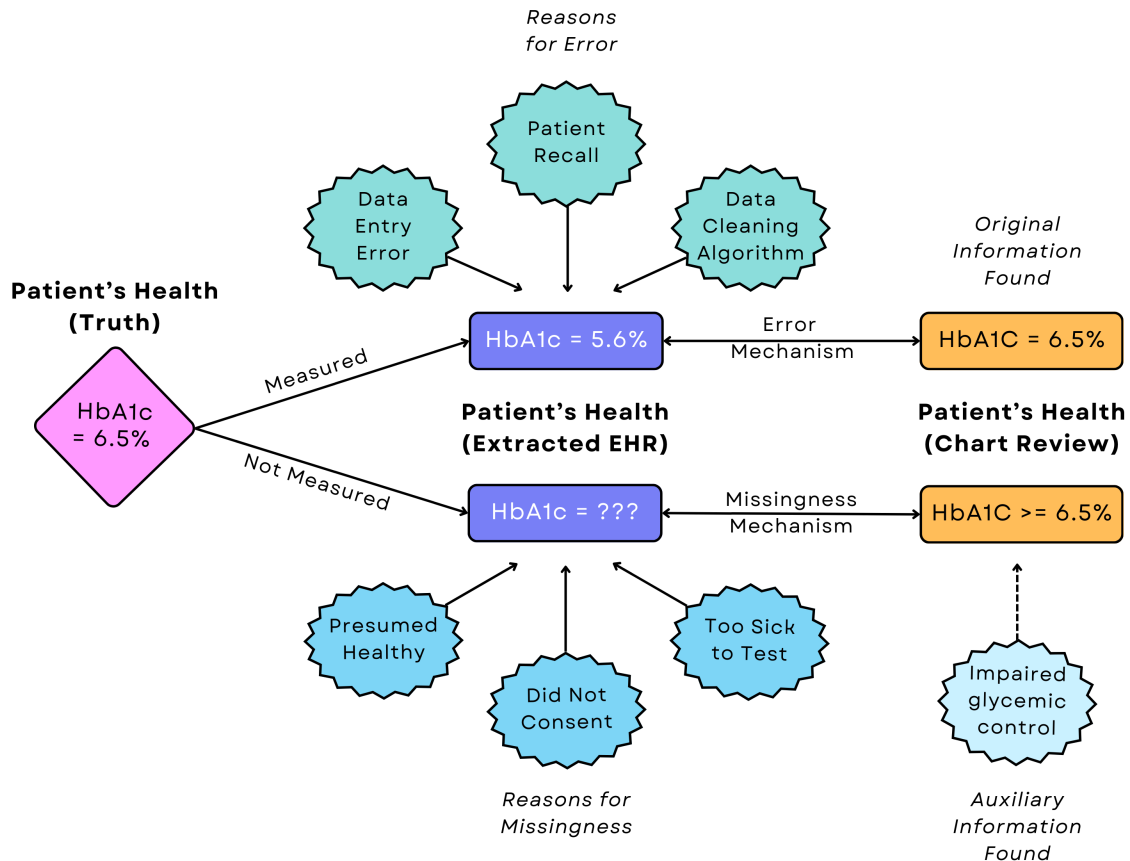 Reasons
for Error
Patient
Recall
Data
Entry
Error
Data
Cleaning
Algorithm
Original
Information
Found
Patient’s Health
(Truth)
HbA1c
= 6.5%
Measured
Not Measured
HbA1c = 5.6%
Error
Mechanism
HbA1C = 6.5%
Patient’s Health
(Extracted EHR)
Patient’s Health
(Chart Review)
HbA1c = ???
Missingness
Mechanism
HbA1C >= 6.5%
Presumed
Healthy
Did Not
Consent
Too Sick
to Test
Impaired
glycemic
control
Reasons for
Missingness
Auxiliary
Information
Found